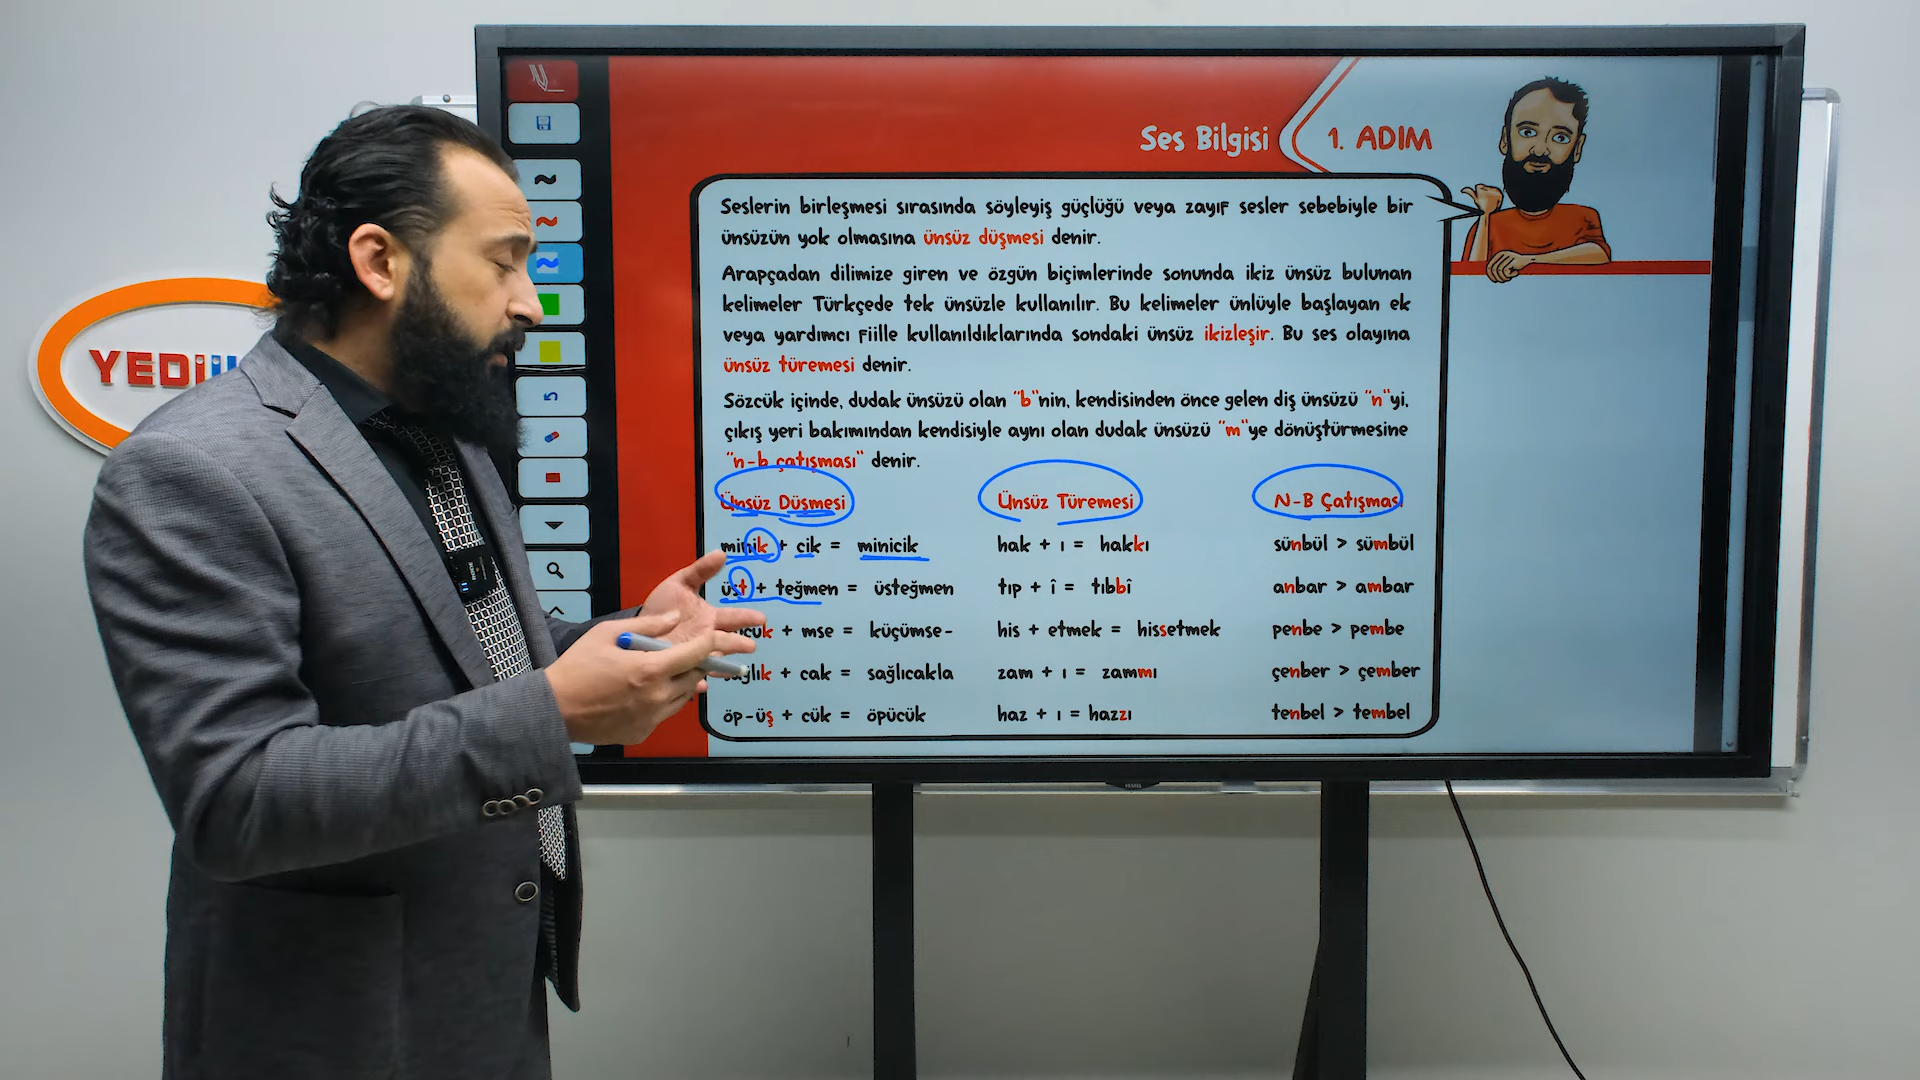 YEDİ
Ses Bilgisi
1. ADIM
Seslerin birleşmesi sırasında söyleyiş güçlüğü veya zayıf sesler sebebiyle bir
ünsüzün yok olmasına ünsüz düşmesi denir.
Arapçadan dilimize giren ve özgün biçimlerinde sonunda ikiz ünsüz bulunan
kelimeler Türkçede tek ünsüzle kullanılır. Bu kelimeler ünlüyle başlayan ek
veya yardımcı fiille kullanıldıklarında sondaki ünsüz ikizleşir. Bu ses olayına
ünsüz türemesi denir.
Sözcük içinde, dudak ünsüzü olan "b"nin, kendisinden önce gelen diş ünsüzü "n"yi,
çıkış yeri bakımından kendisiyle aynı olan dudak ünsüzü "m"ye dönüştürmesine
"n-b çatışması" denir.
Ünsüz Düşmesi Ünsüz Türemesi N-B Çatışması
minik + cik = minicik hak + ı = hakkı sünbül > sümbül
üst + teğmen = üsteğmen tıp + î = tıbbî anbar > ambar
+ mse = küçümse- his + etmek = hissetmek penbe > pembe
+ cak = sağlıcakla zam + ı = zammı çenber > çember
öp-üş + cük = öpücük haz + ı = hazzı tenbel > tembel